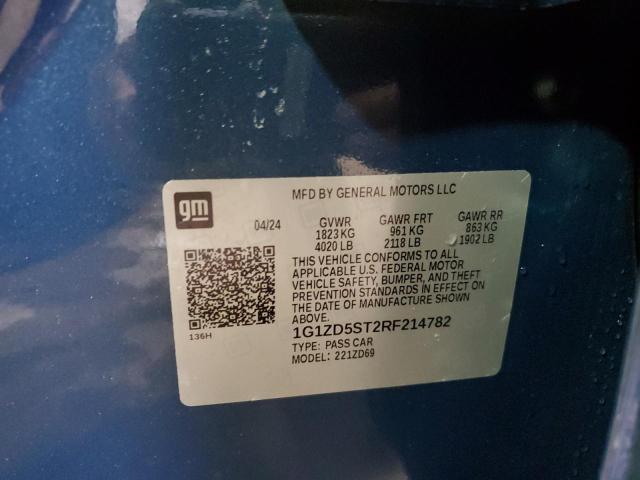 gm
MFD BY GENERAL MOTORS LLC
04/24 GVWR GAWR FRT GAWR RR
1823 KG 961 KG 863 KG
4020 LB 2118 LB 1902 LB
THIS VEHICLE CONFORMS TO ALL
APPLICABLE U.S. FEDERAL MOTOR
VEHICLE SAFETY, BUMPER, AND THEFT
PREVENTION STANDARDS IN EFFECT ON
THE DATE OF MANUFACTURE SHOWN
ABOVE.
1G1ZD5ST2RF214782
136H
TYPE: PASS CAR
MODEL: 221ZD69